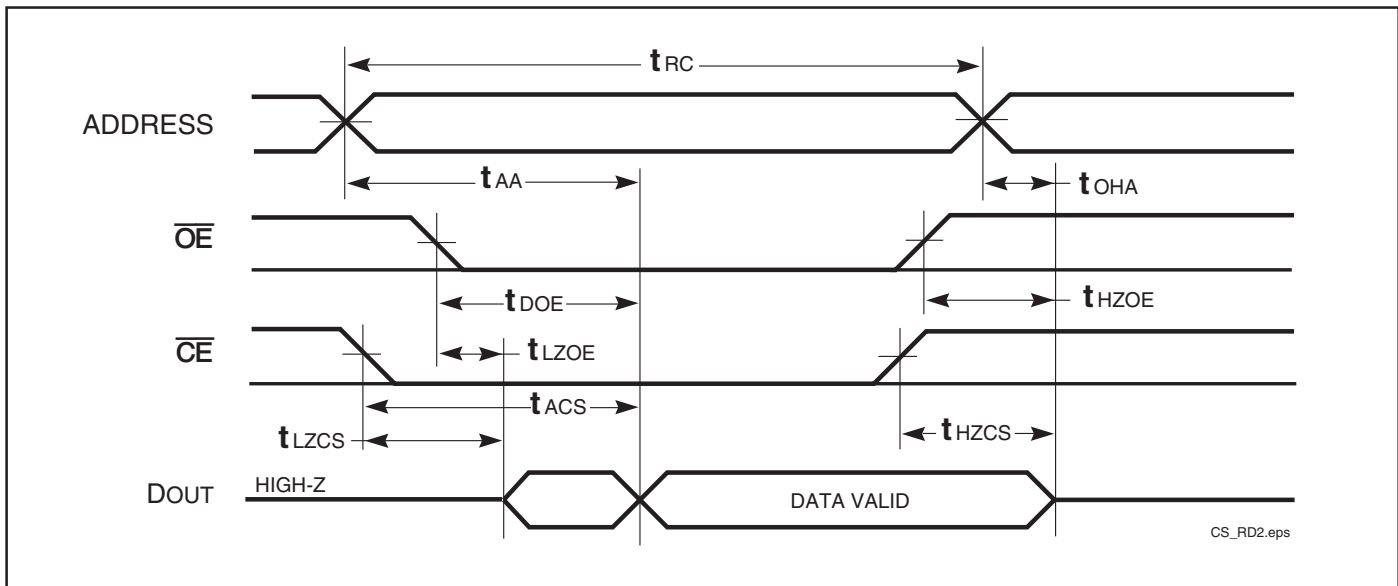 tRC
ADDRESS
tAA
tOHA
OE
tDOE
tHZOE
CE
tLZOE
tACS
tLZCS
tHZCS
DOUT
HIGH-Z
DATA VALID
CS_RD2.eps